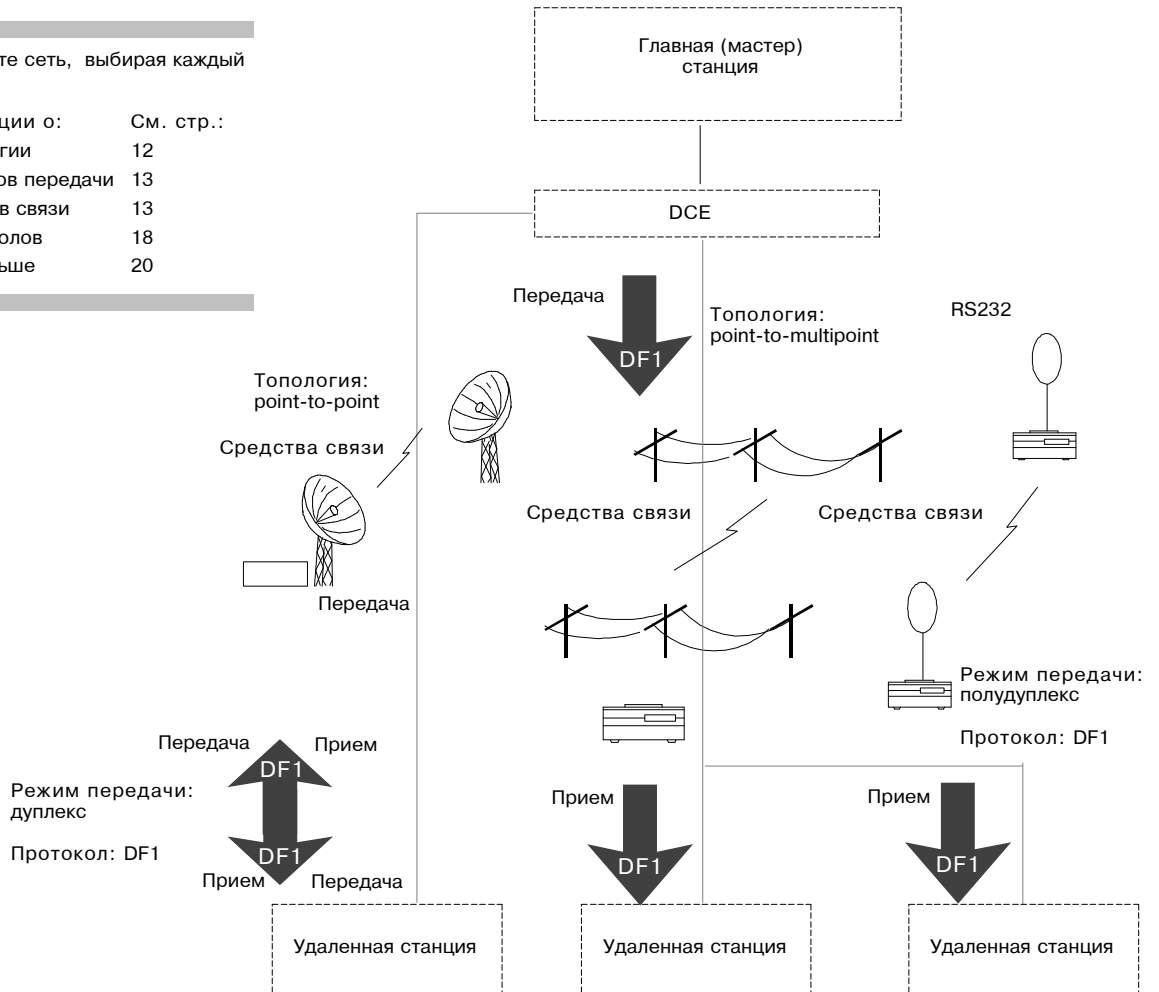 те сеть, выбирая каждый
ции о: См. стр.:
гии 12
ов передачи 13
в связи 13
олов 18
ьше 20
Главная (мастер)
станция
DCE
Передача
DF1
Топология:
point-to-multipoint
RS232
Топология:
point-to-point
Средства связи
Средства связи
Средства связи
Передача
Режим передачи:
полудуплекс
Протокол: DF1
Передача
Прием
DF1
Режим передачи:
дуплекс
Протокол: DF1
DF1
Прием
Передача
Прием
DF1
Прием
DF1
Удаленная станция
Удаленная станция
Удаленная станция